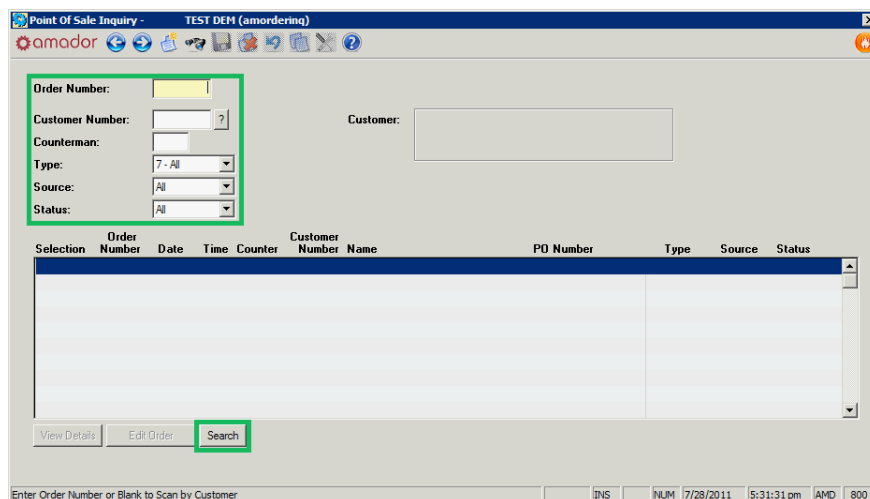 Point Of Sale Inquiry - TEST DEM (amordering)
amador
Order Number:
Customer Number: ?
Customer:
Counterman:
Type: 7 - All
Source: All
Status: All
Selection Order Number Date Time Counter Customer Number Name PO Number Type Source Status
View Details Edit Order Search
Enter Order Number or Blank to Scan by Customer INS NUM 7/28/2011 5:31:31 pm AMD 800